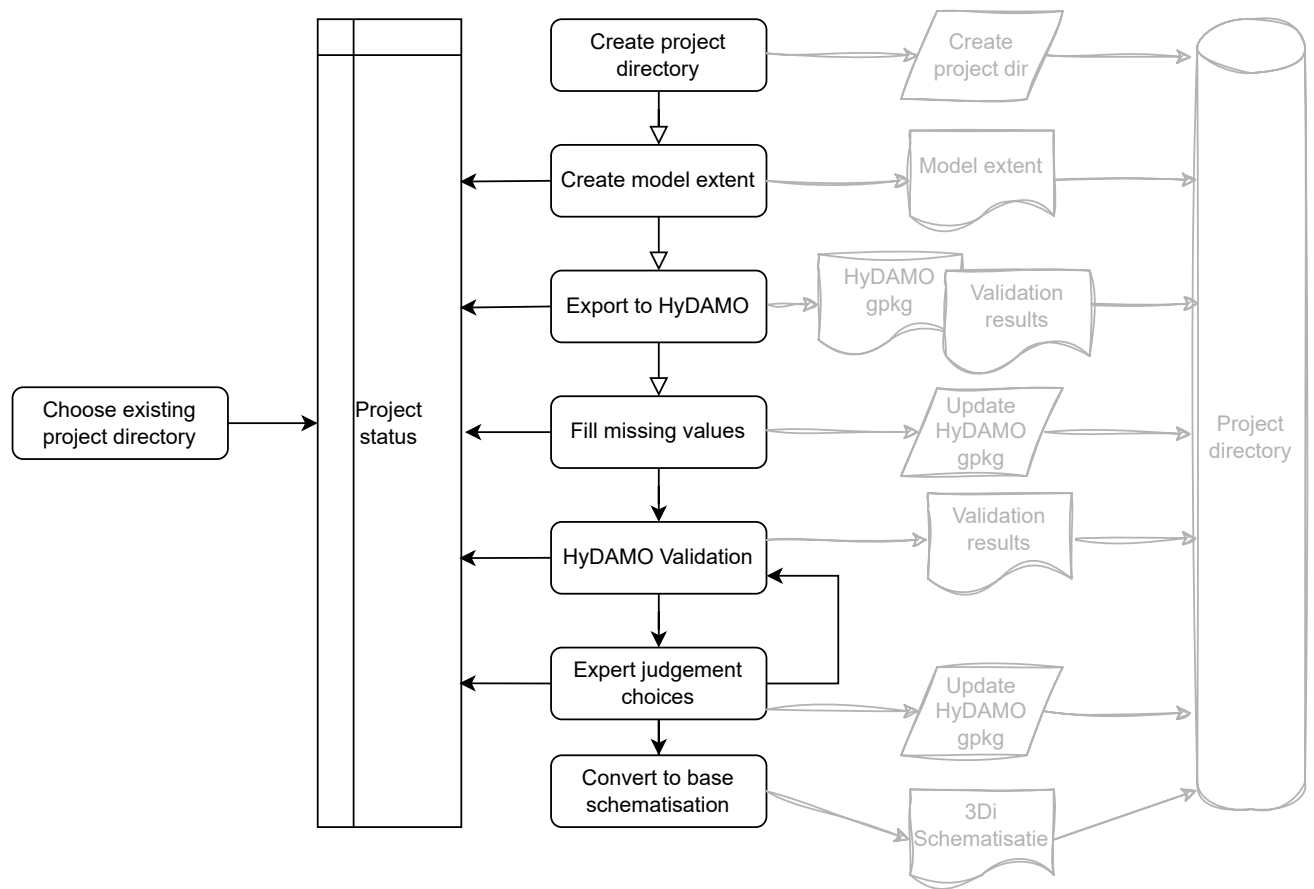 Create project
directory
Create
project dir
Create model extent
Model extent
Export to HyDAMO
HyDAMO
gpkg
Validation
results
Choose existing
project directory
Project
status
Fill missing values
Update
HyDAMO
gpkg
Project
directory
HyDAMO Validation
Validation
results
Expert judgement
choices
Update
HyDAMO
gpkg
Convert to base
schematisation
3Di
Schematisatie